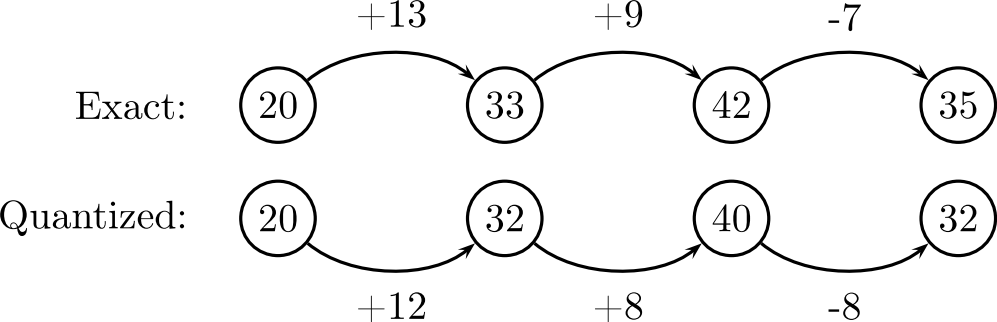 +13 +9 -7
Exact: 20 33 42 35
Quantized: 20 32 40 32
+12 +8 -8